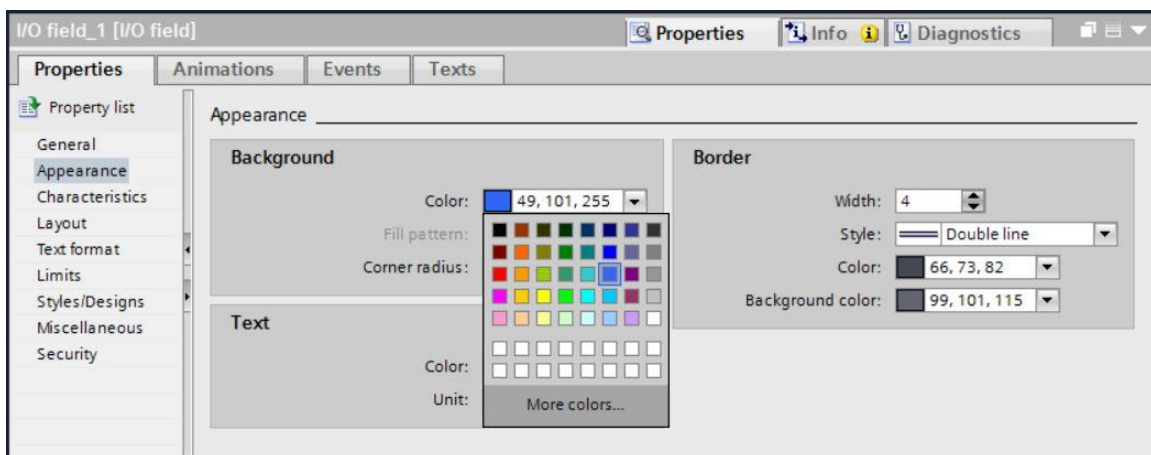 I/O field_1 [I/O field]
Properties Info Diagnostics
Properties Animations Events Texts
Property list
General
Appearance
Characteristics
Layout
Text format
Limits
Styles/Designs
Miscellaneous
Security
Appearance
Background
Color: 49, 101, 255
Fill pattern:
Corner radius:
Text
Color:
Unit:
More colors...
Border
Width: 4
Style: Double line
Color: 66, 73, 82
Background color: 99, 101, 115